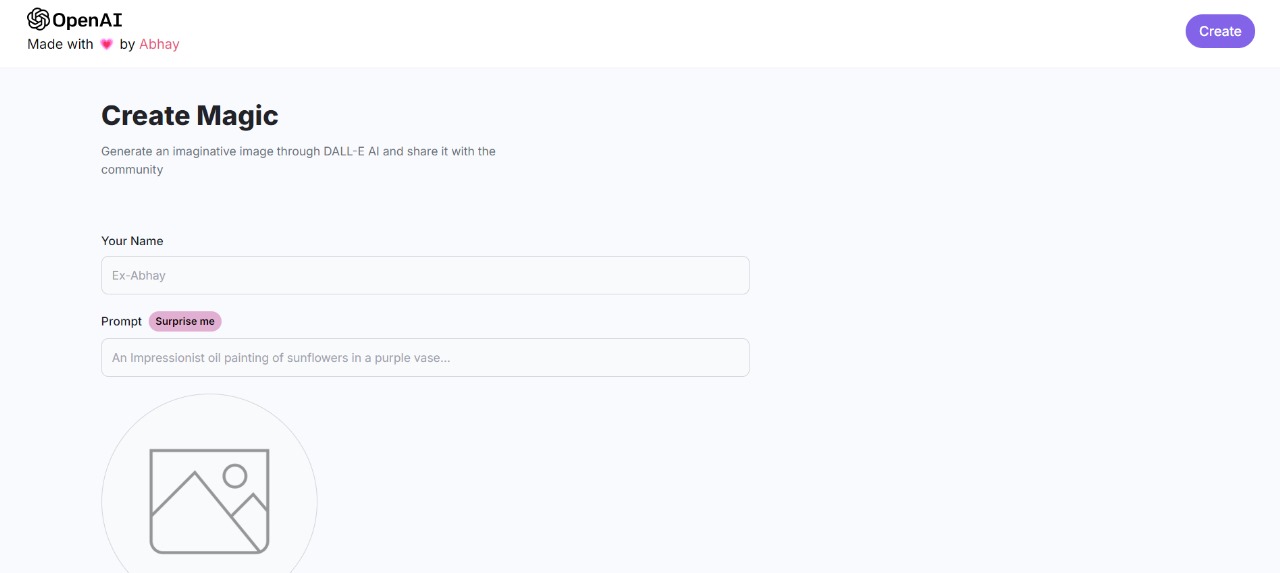 OpenAI
Made with 💗 by Abhay
Create
Create Magic
Generate an imaginative image through DALL-E AI and share it with the
community
Your Name
Ex-Abhay
Prompt Surprise me
An Impressionist oil painting of sunflowers in a purple vase...